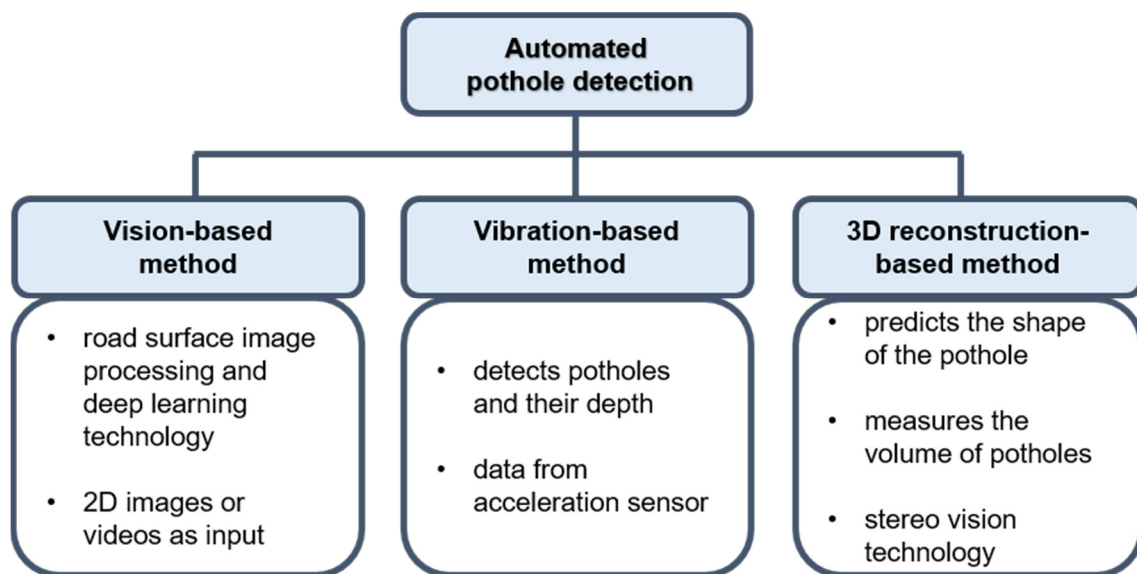 Automated
pothole detection
Vision-based
method
• road surface image
processing and
deep learning
technology
• 2D images or
videos as input
Vibration-based
method
• detects potholes
and their depth
• data from
acceleration sensor
3D reconstruction-
based method
• predicts the shape
of the pothole
• measures the
volume of potholes
• stereo vision
technology